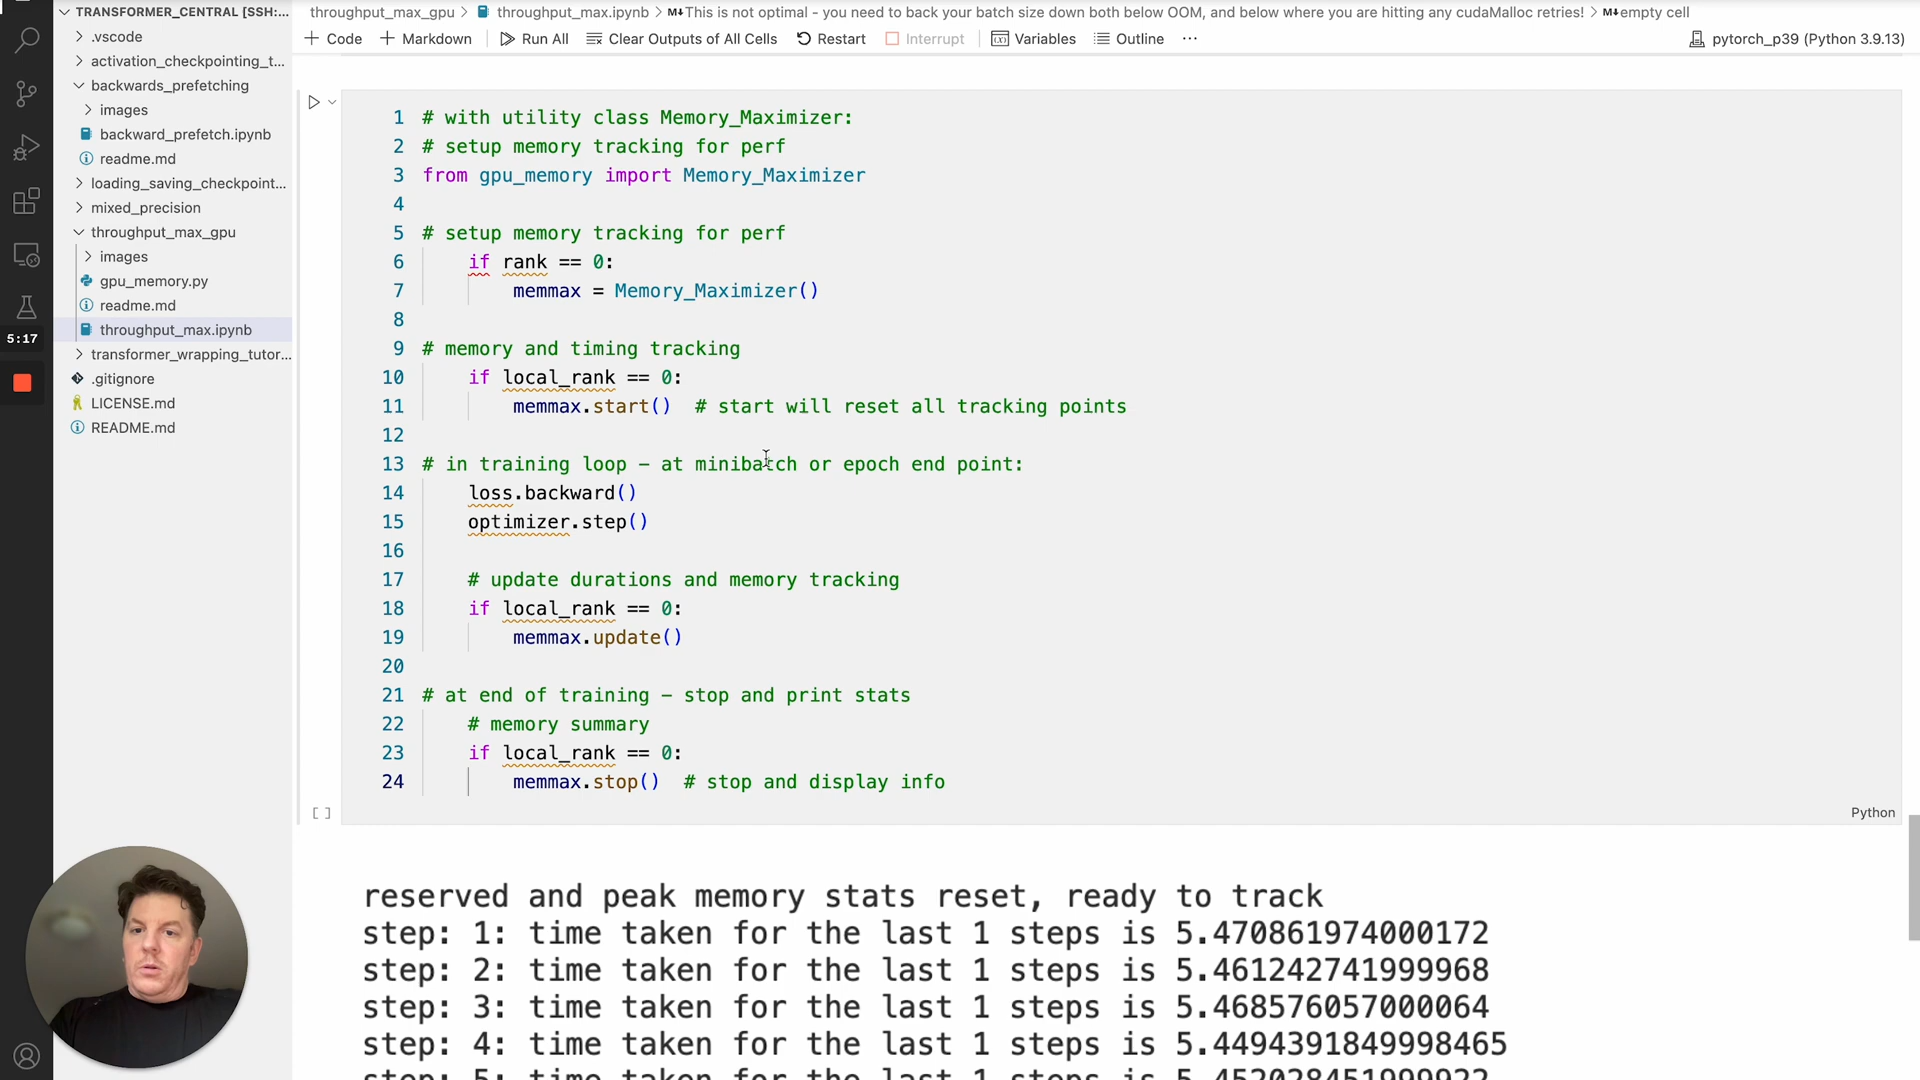 TRANSFORMER_CENTRAL [SSH:...
.vscode
activation_checkpointing_t...
backwards_prefetching
images
backward_prefetch.ipynb
readme.md
loading_saving_checkpoint...
mixed_precision
throughput_max_gpu
images
gpu_memory.py
readme.md
throughput_max.ipynb
transformer_wrapping_tutor...
.gitignore
LICENSE.md
README.md
5:17
throughput_max_gpu > throughput_max.ipynb > M↓This is not optimal - you need to back your batch size down both below OOM, and below where you are hitting any cudaMalloc retries! > M↓empty cell
+ Code + Markdown Run All Clear Outputs of All Cells Restart Interrupt Variables Outline ... pytorch_p39 (Python 3.9.13)
1 # with utility class Memory_Maximizer:
2 # setup memory tracking for perf
3 from gpu_memory import Memory_Maximizer
4
5 # setup memory tracking for perf
6 if rank == 0:
7 memmax = Memory_Maximizer()
8
9 # memory and timing tracking
10 if local_rank == 0:
11 memmax.start() # start will reset all tracking points
12
13 # in training loop – at minibatch or epoch end point:
14 loss.backward()
15 optimizer.step()
16
17 # update durations and memory tracking
18 if local_rank == 0:
19 memmax.update()
20
21 # at end of training – stop and print stats
22 # memory summary
23 if local_rank == 0:
24 memmax.stop() # stop and display info
[ ]
Python
reserved and peak memory stats reset, ready to track
step: 1: time taken for the last 1 steps is 5.470861974000172
step: 2: time taken for the last 1 steps is 5.461242741999968
step: 3: time taken for the last 1 steps is 5.468576057000064
step: 4: time taken for the last 1 steps is 5.4494391849998465
step: 5: time taken for the last 1 steps is 5.452028451999922